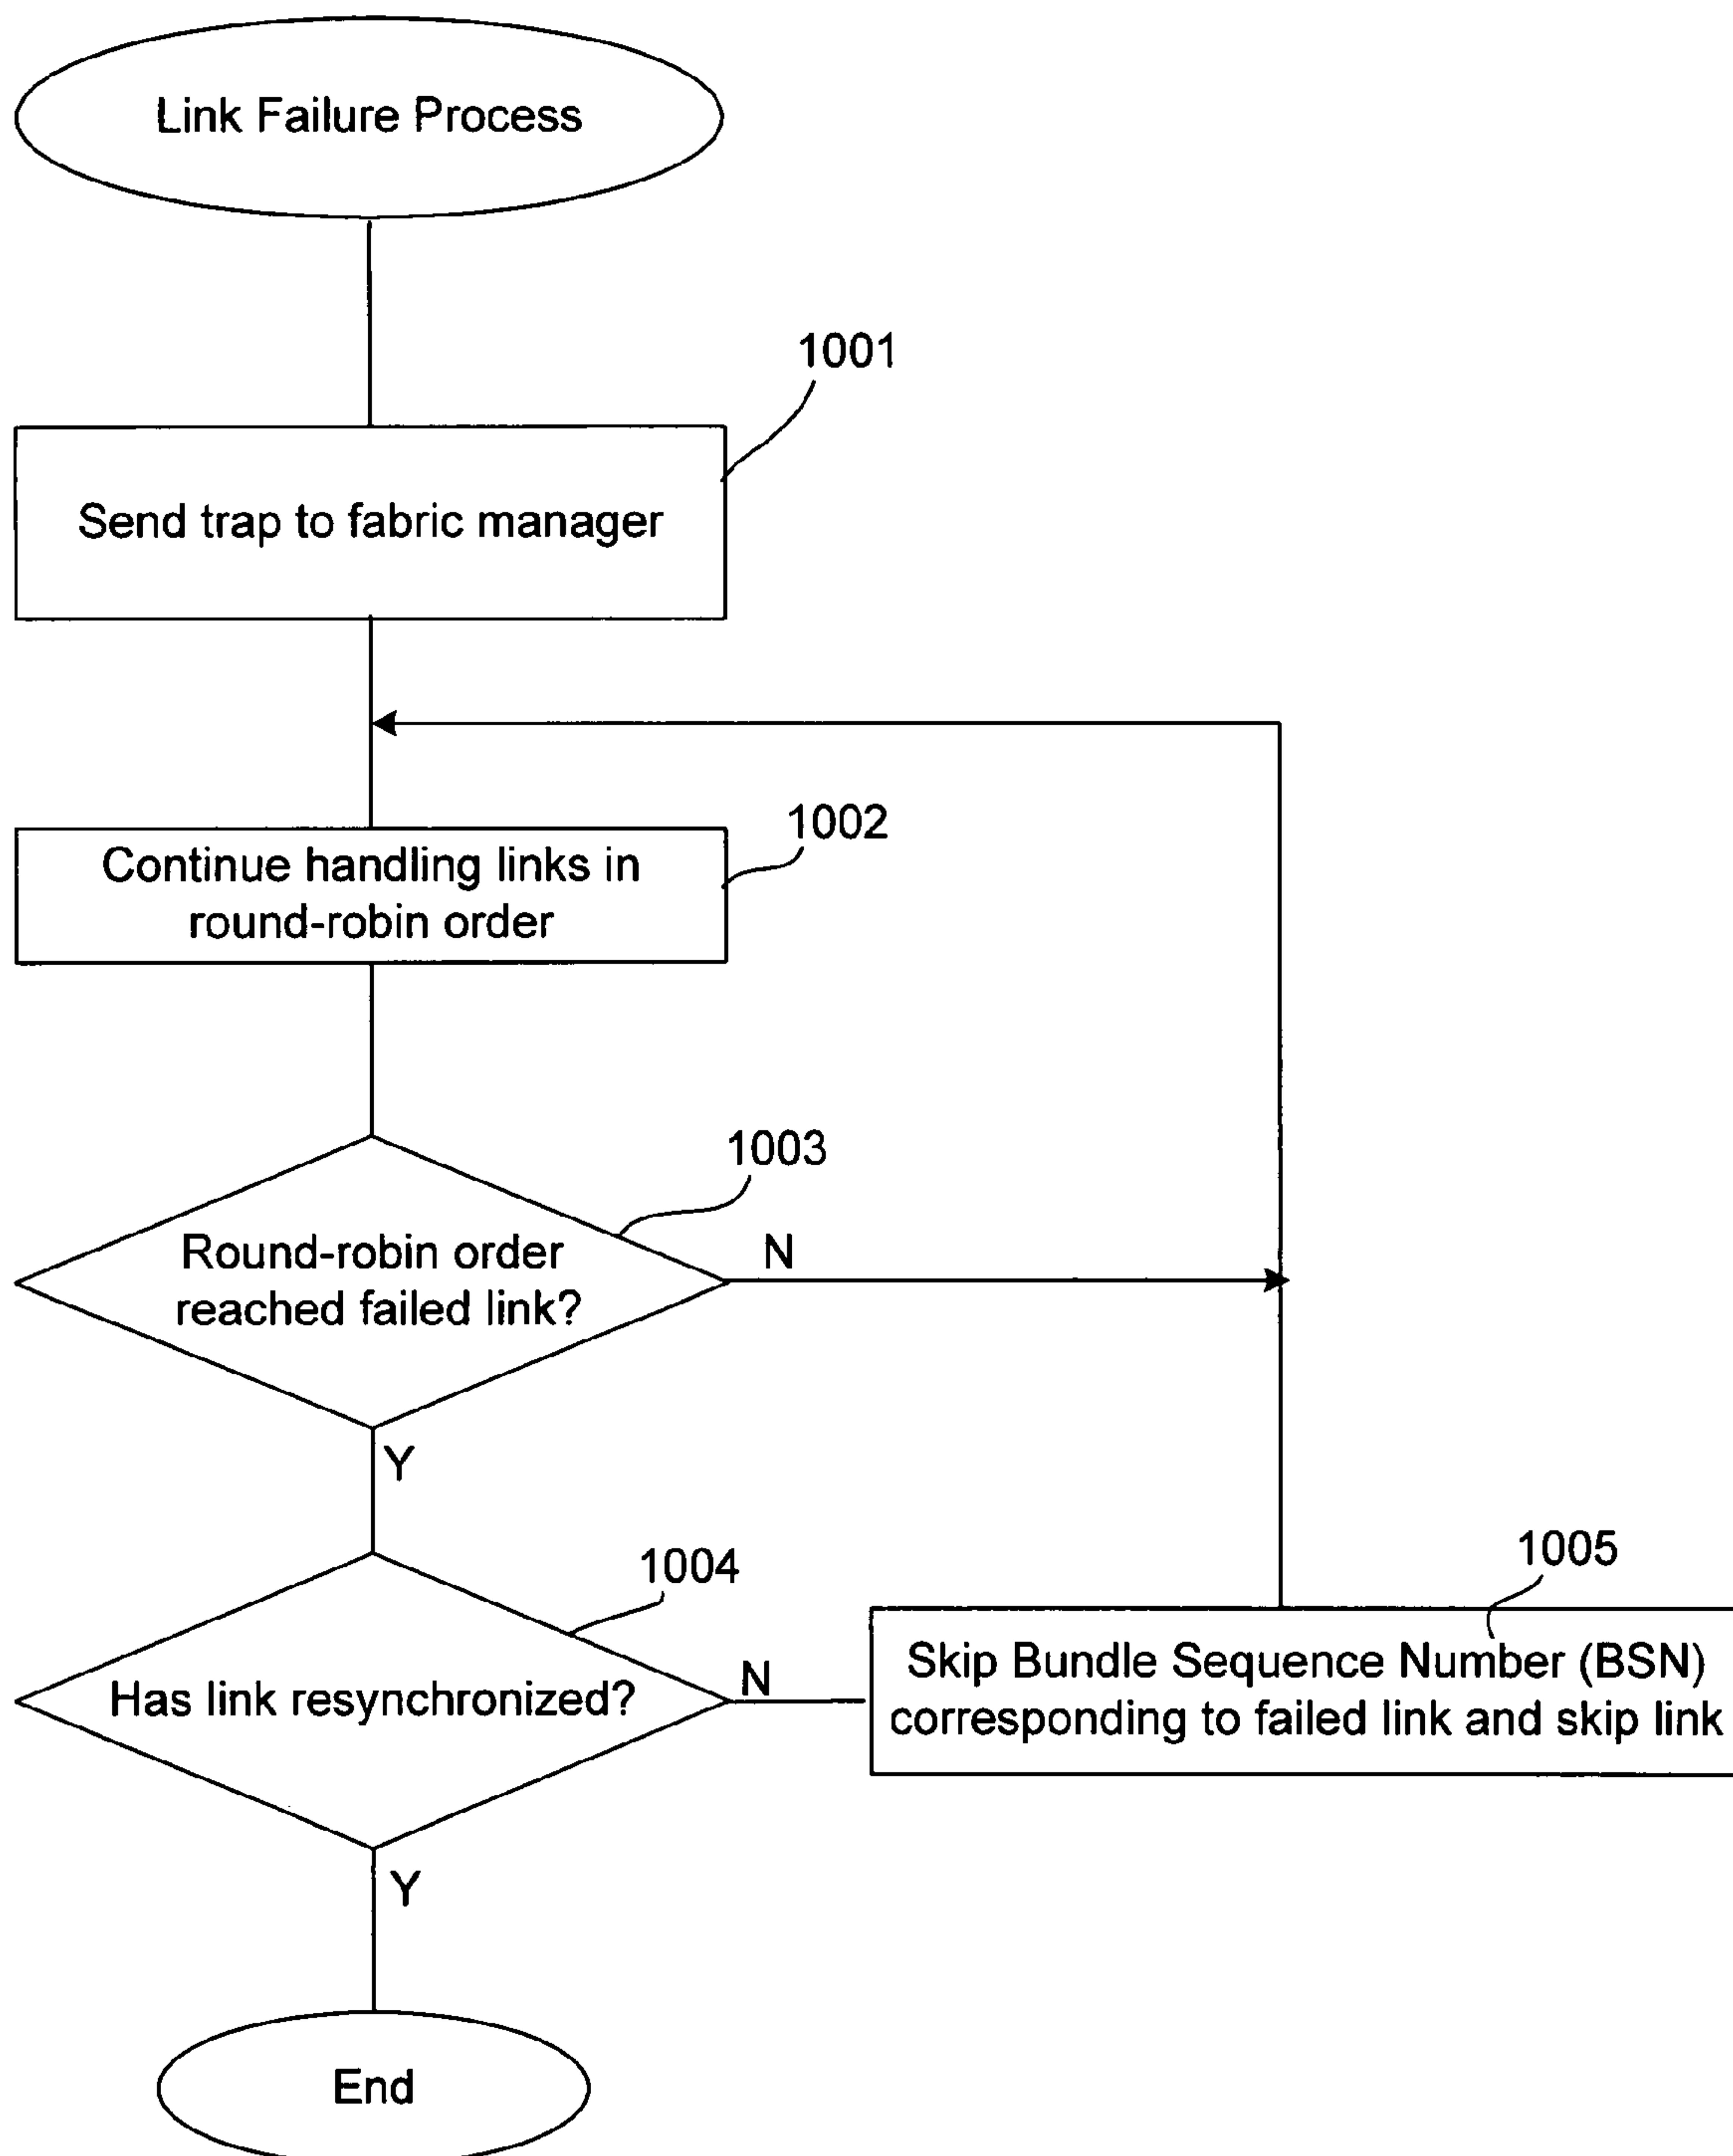 Link Failure Process
1001
Send trap to fabric manager
1002
Continue handling links in
round-robin order
1003
Round-robin order
reached failed link?
N
Y
1004
Has link resynchronized?
N
1005
Skip Bundle Sequence Number (BSN)
corresponding to failed link and skip link
Y
End